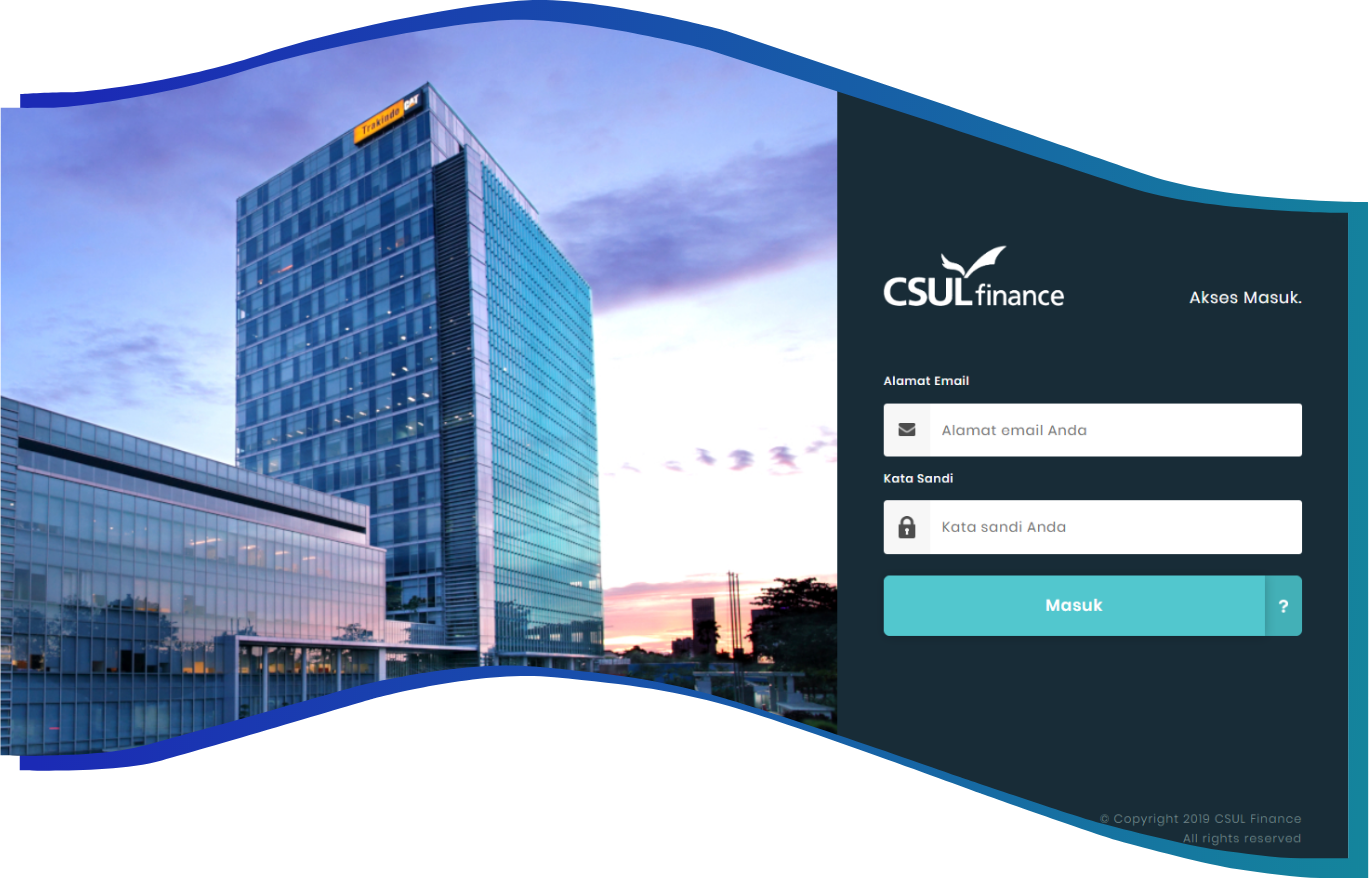 Trakindo CAT
CSUL finance
Akses Masuk.
Alamat Email
Alamat email Anda
Kata Sandi
Kata sandi Anda
Masuk
?
© Copyright 2019 CSUL Finance
All rights reserved